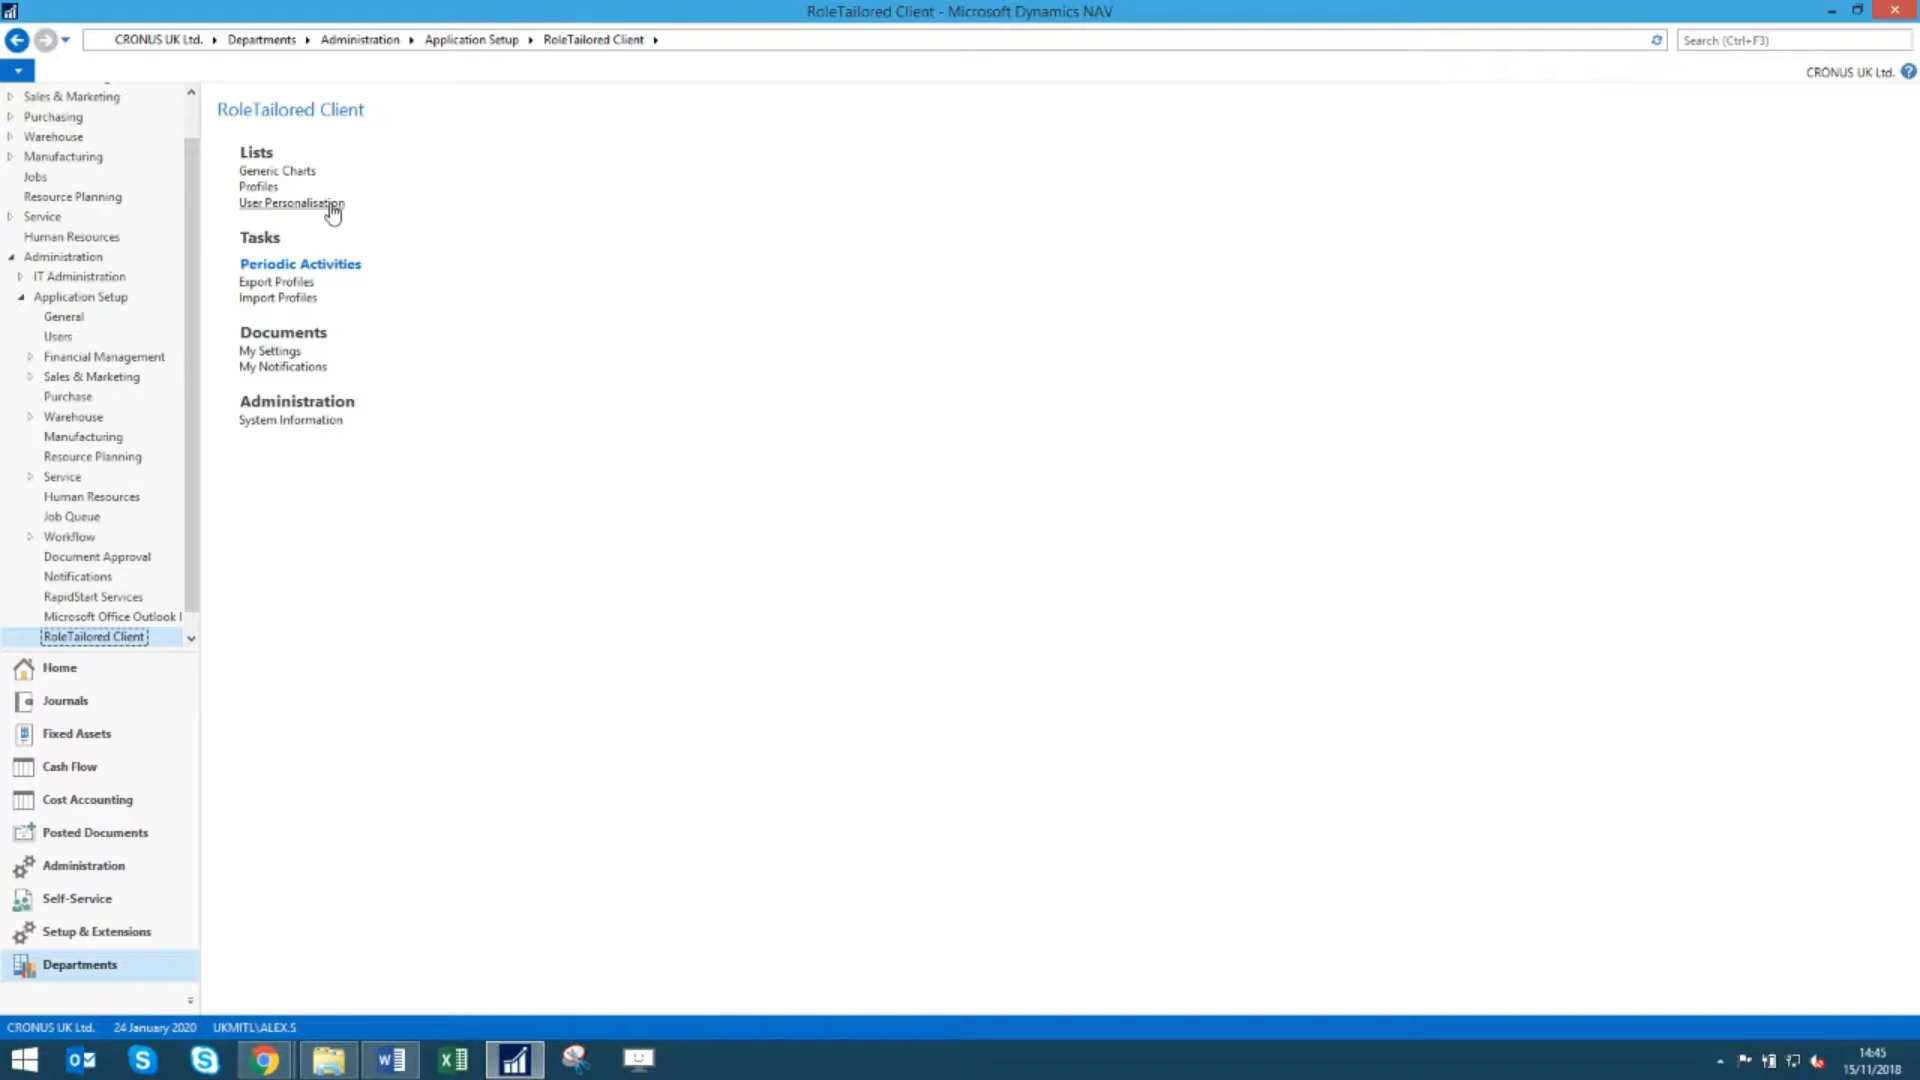 RoleTailored Client - Microsoft Dynamics NAV
CRONUS UK Ltd. Departments Administration Application Setup RoleTailored Client
Search (Ctrl+F3)
CRONUS UK Ltd.
Sales & Marketing
Purchasing
Warehouse
Manufacturing
Jobs
Resource Planning
Service
Human Resources
Administration
IT Administration
Application Setup
General
Users
Financial Management
Sales & Marketing
Purchase
Warehouse
Manufacturing
Resource Planning
Service
Human Resources
Job Queue
Workflow
Document Approval
Notifications
RapidStart Services
Microsoft Office Outlook
RoleTailored Client
Home
Journals
Fixed Assets
Cash Flow
Cost Accounting
Posted Documents
Administration
Self-Service
Setup & Extensions
Departments
RoleTailored Client
Lists
Generic Charts
Profiles
User Personalisation
Tasks
Periodic Activities
Export Profiles
Import Profiles
Documents
My Settings
My Notifications
Administration
System Information
CRONUS UK Ltd. 24 January 2020 UKMITL\ALEX.S
14:45
15/11/2018